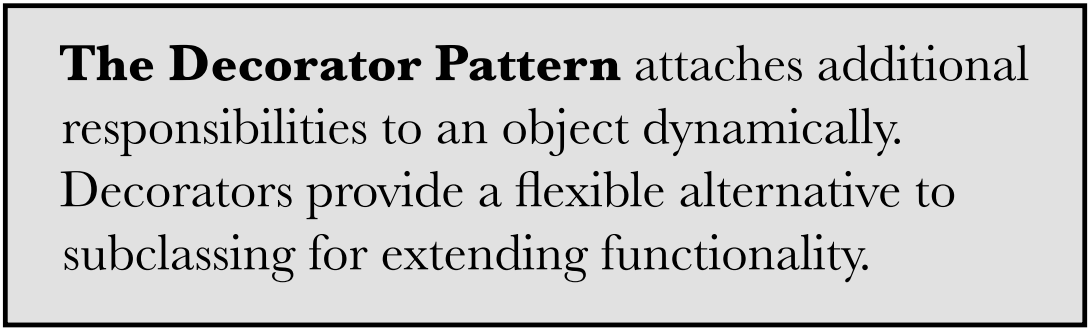 The Decorator Pattern attaches additional
responsibilities to an object dynamically.
Decorators provide a flexible alternative to
subclassing for extending functionality.